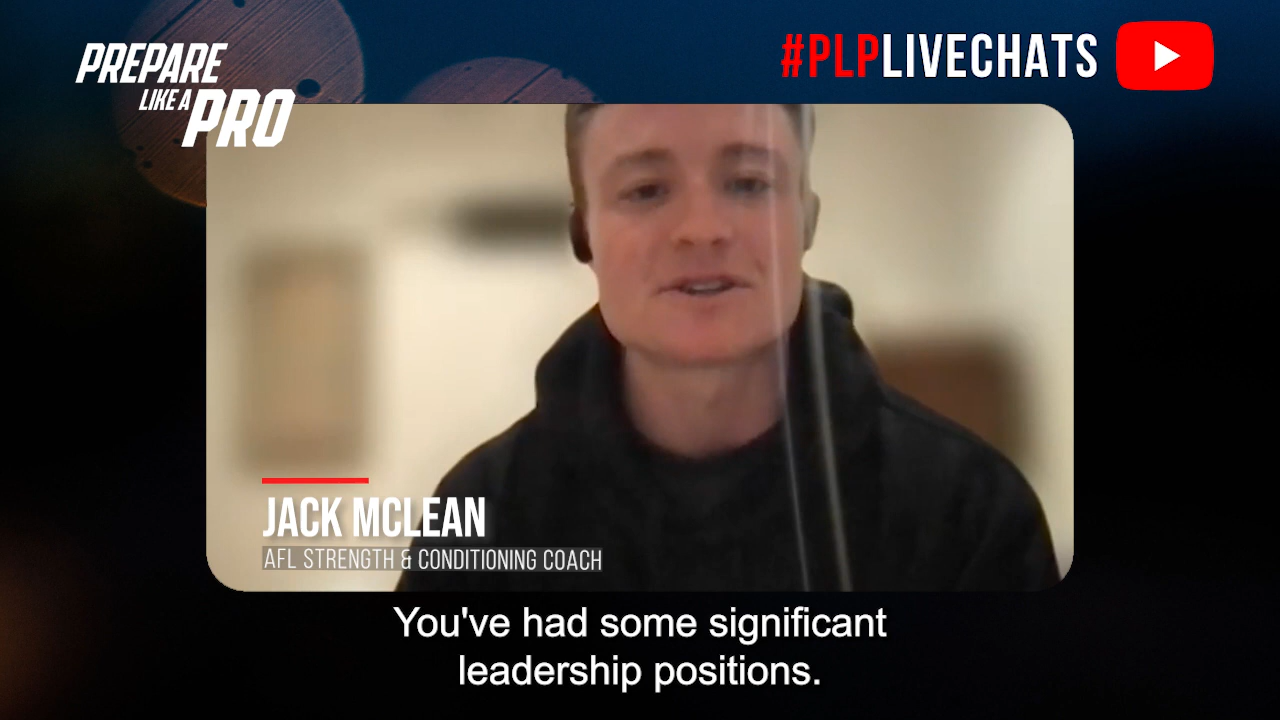 PREPARE
LIKE A
PRO
#PLPLIVECHATS
JACK MCLEAN
AFL STRENGTH & CONDITIONING COACH
You've had some significant
leadership positions.